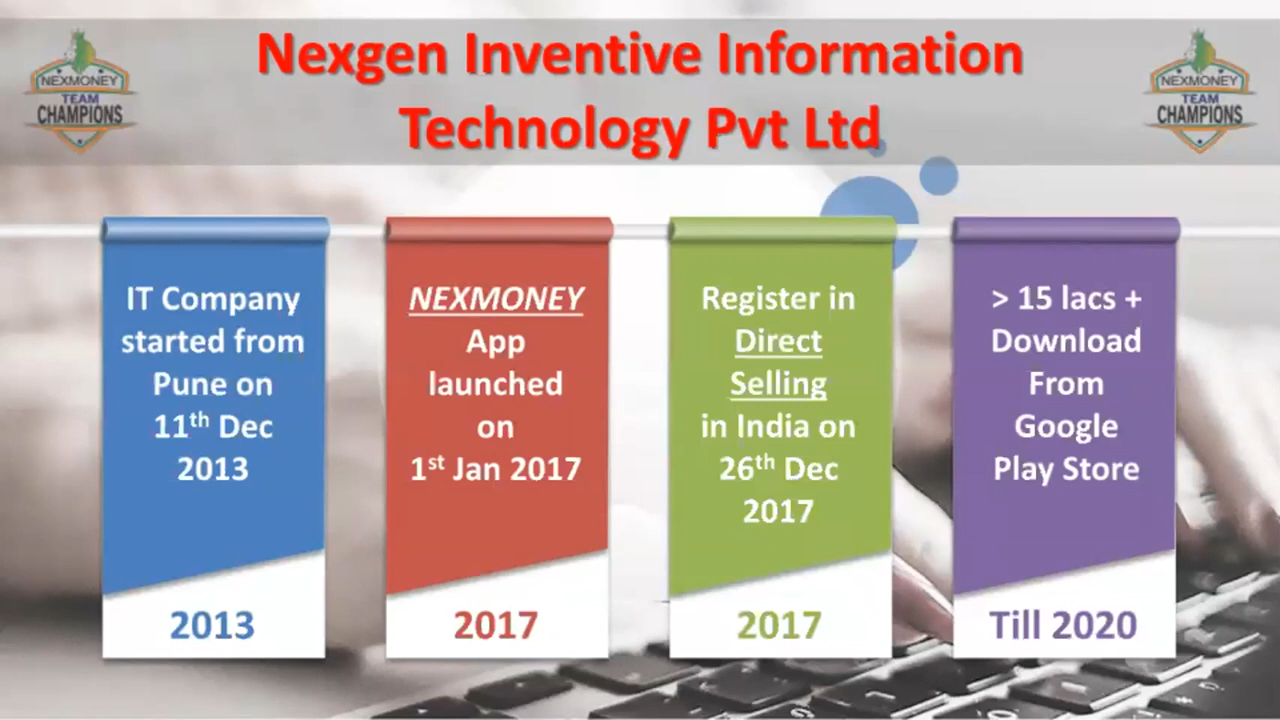 Nexgen Inventive Information
Technology Pvt Ltd
NEXMONEY
TEAM
CHAMPIONS
NEXMONEY
TEAM
CHAMPIONS
IT Company
started from
Pune on
11th Dec
2013
2013
NEXMONEY
App
launched
on
1st Jan 2017
2017
Register in
Direct
Selling
in India on
26th Dec
2017
2017
> 15 lacs +
Download
From
Google
Play Store
Till 2020